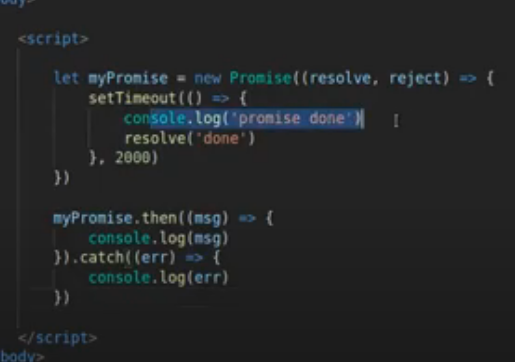 body>
<script>
let myPromise = new Promise((resolve, reject) => {
setTimeout(() => {
console.log('promise done')
resolve('done')
}, 2000)
})
myPromise.then((msg) => {
console.log(msg)
}).catch((err) => {
console.log(err)
})
</script>
body>